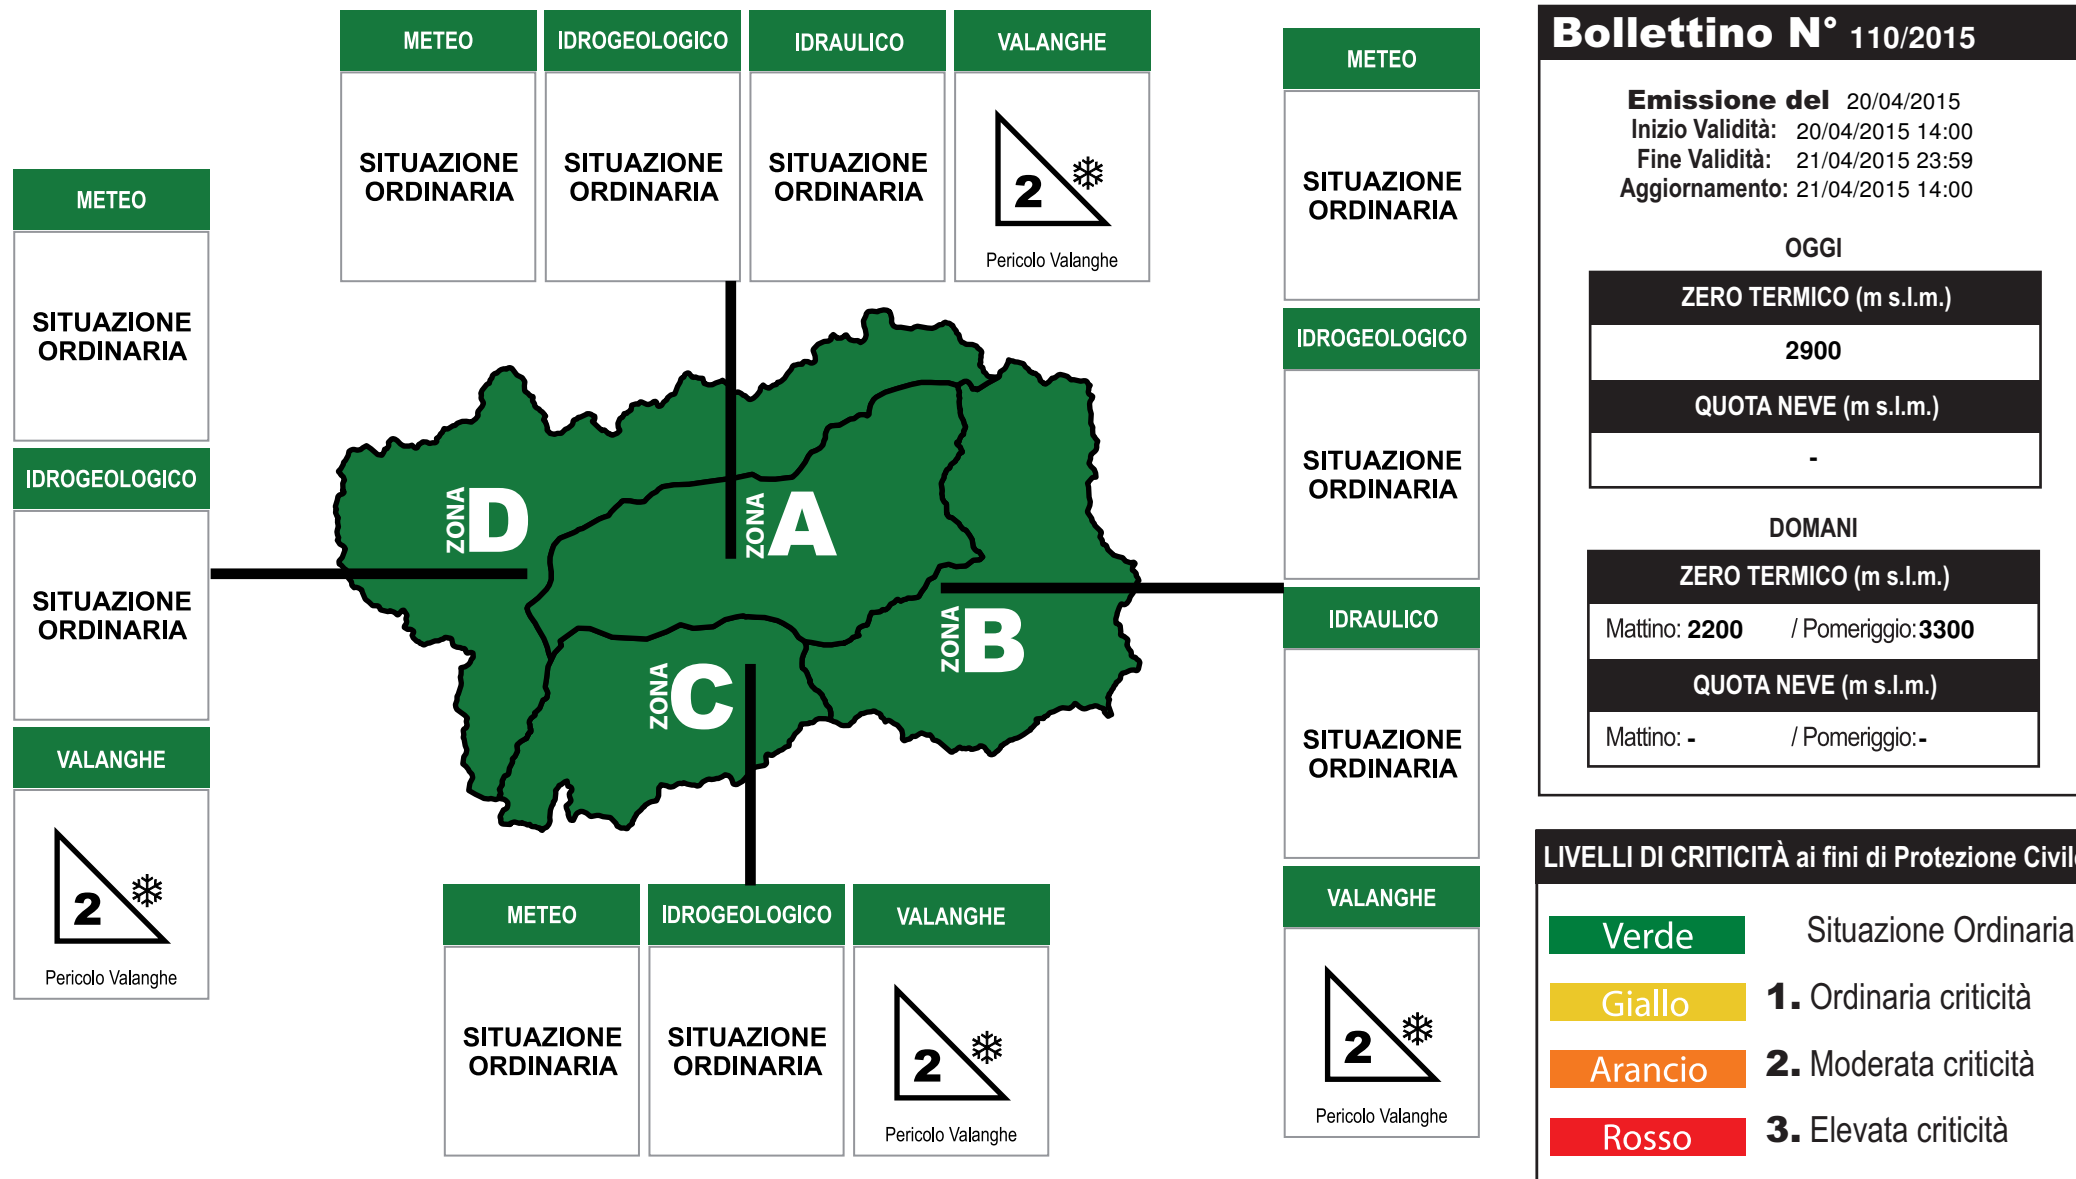 METEO
IDROGEOLOGICO
IDRAULICO
VALANGHE
SITUAZIONE
ORDINARIA
SITUAZIONE
ORDINARIA
SITUAZIONE
ORDINARIA
2
Pericolo Valanghe
METEO
SITUAZIONE
ORDINARIA
IDROGEOLOGICO
SITUAZIONE
ORDINARIA
VALANGHE
2
Pericolo Valanghe
ZONA D
ZONA A
ZONA B
ZONA C
METEO
SITUAZIONE
ORDINARIA
IDROGEOLOGICO
SITUAZIONE
ORDINARIA
IDRAULICO
SITUAZIONE
ORDINARIA
VALANGHE
2
Pericolo Valanghe
METEO
IDROGEOLOGICO
VALANGHE
SITUAZIONE
ORDINARIA
SITUAZIONE
ORDINARIA
2
Pericolo Valanghe
Bollettino N° 110/2015
Emissione del 20/04/2015
Inizio Validità: 20/04/2015 14:00
Fine Validità: 21/04/2015 23:59
Aggiornamento: 21/04/2015 14:00
OGGI
ZERO TERMICO (m s.l.m.)
2900
QUOTA NEVE (m s.l.m.)
-
DOMANI
ZERO TERMICO (m s.l.m.)
Mattino: 2200 / Pomeriggio: 3300
QUOTA NEVE (m s.l.m.)
Mattino: - / Pomeriggio: -
LIVELLI DI CRITICITÀ ai fini di Protezione Civile
Verde Situazione Ordinaria
Giallo 1. Ordinaria criticità
Arancio 2. Moderata criticità
Rosso 3. Elevata criticità